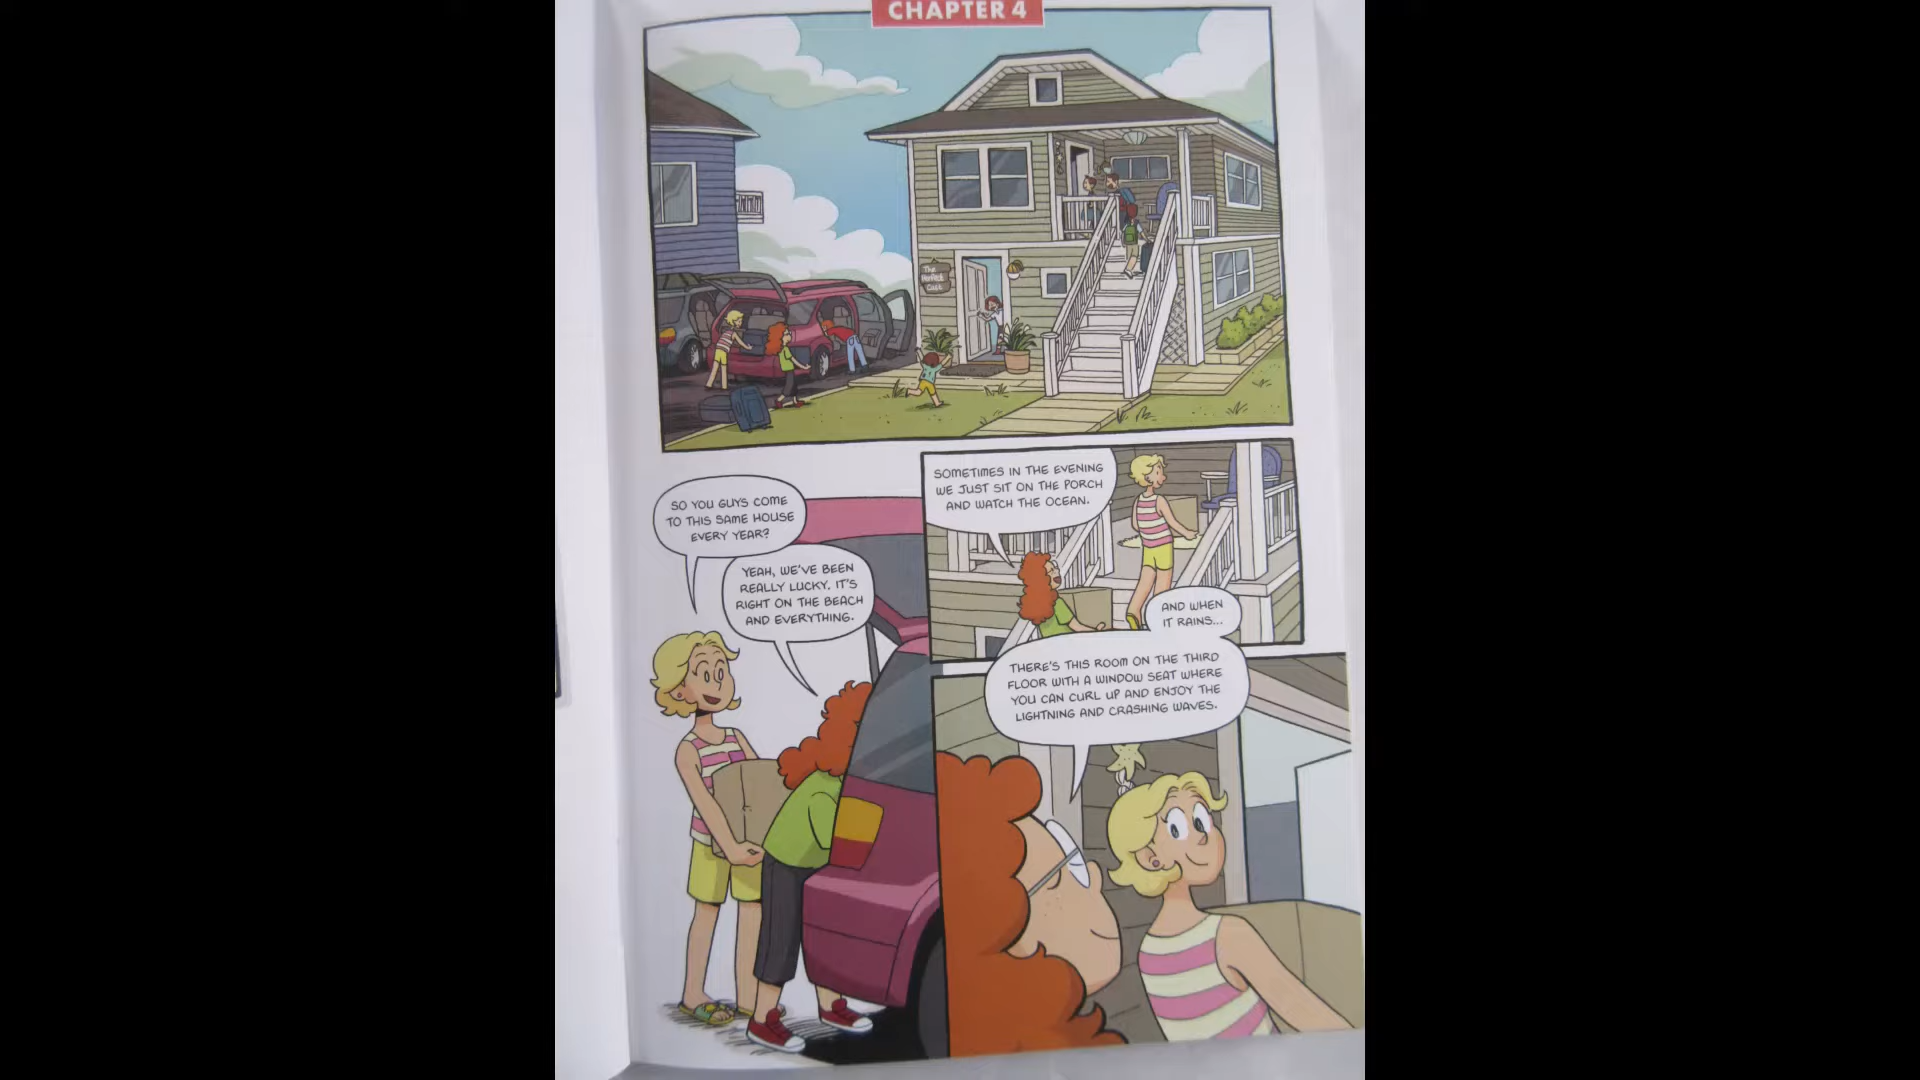 CHAPTER 4
The
Perfect
Cast
SO YOU GUYS COME
TO THIS SAME HOUSE
EVERY YEAR?
YEAH, WE'VE BEEN
REALLY LUCKY. IT'S
RIGHT ON THE BEACH
AND EVERYTHING.
SOMETIMES IN THE EVENING
WE JUST SIT ON THE PORCH
AND WATCH THE OCEAN.
AND WHEN
IT RAINS...
THERE'S THIS ROOM ON THE THIRD
FLOOR WITH A WINDOW SEAT WHERE
YOU CAN CURL UP AND ENJOY THE
LIGHTNING AND CRASHING WAVES.